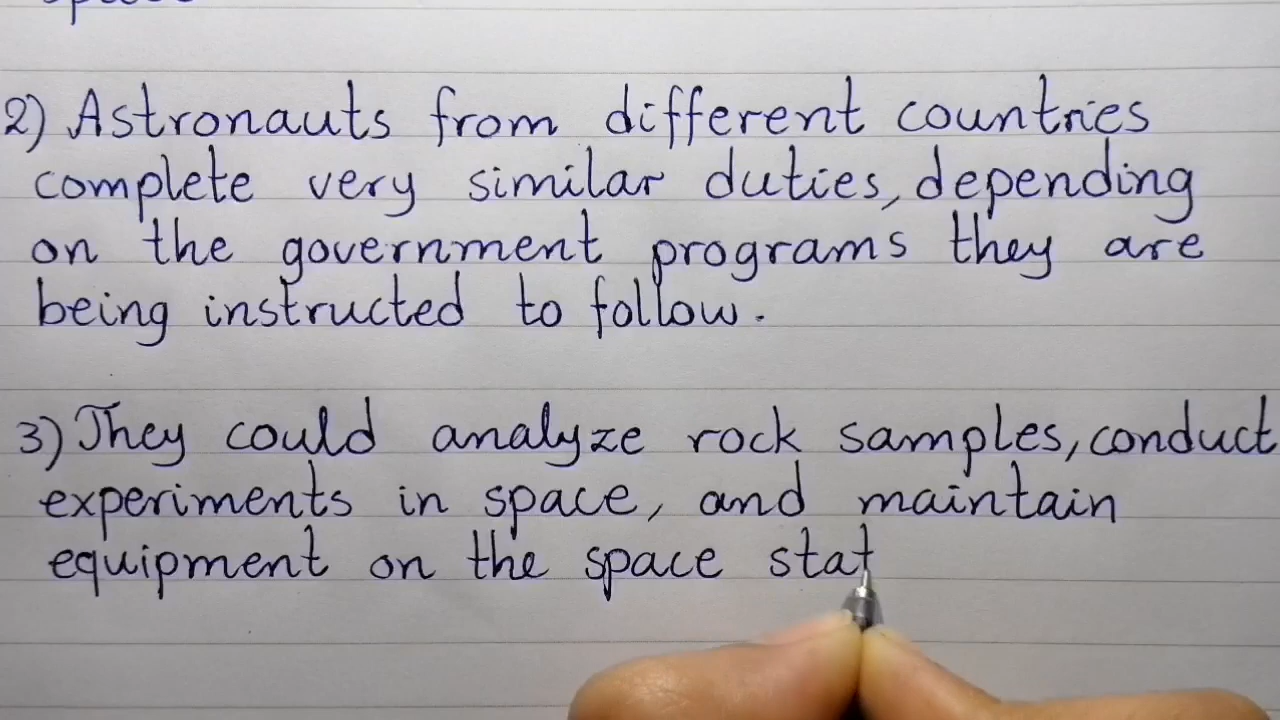 2) Astronauts from different countries
complete very similar duties, depending
on the government programs they are
being instructed to follow.
3) They could analyze rock samples, conduct
experiments in space, and maintain
equipment on the space stat